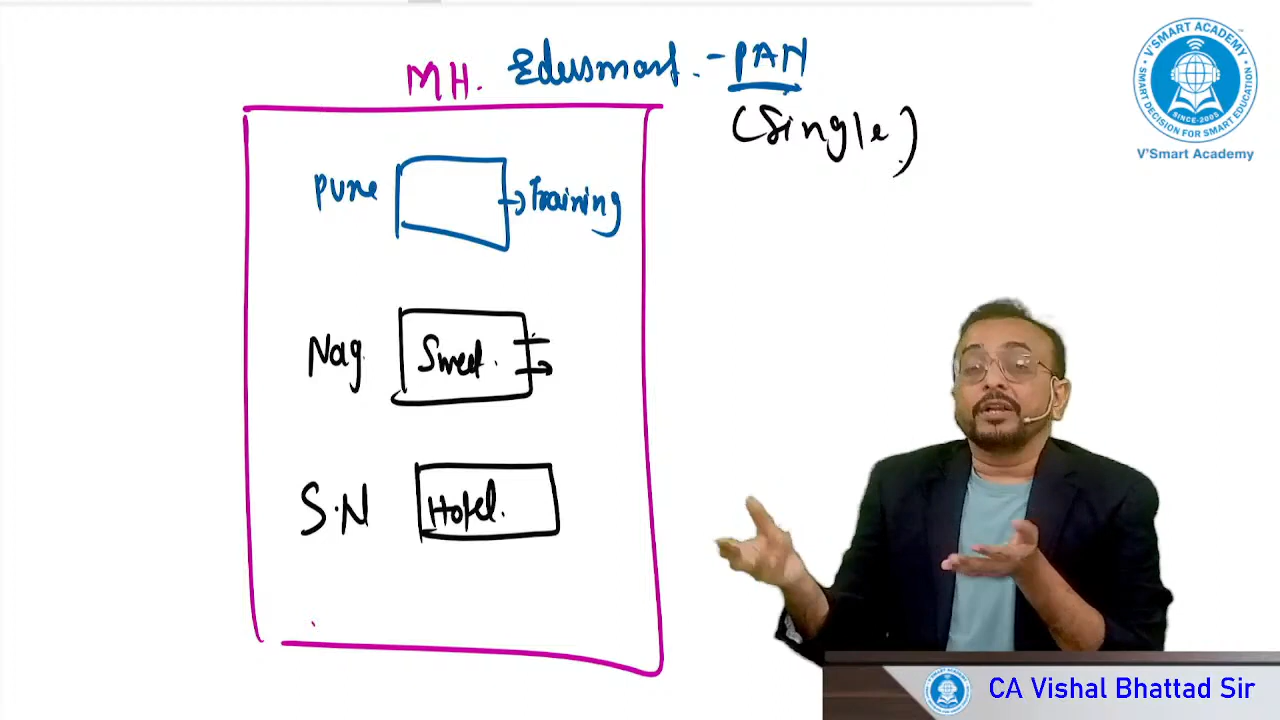 MH. Edusmart. - PAN
(Single)
Pune → Training
Nag. Sweet.
S.N Hotel.
V'SMART ACADEMY
SMART DECISION FOR SMART EDUCATION
SINCE-2005
V'Smart Academy
CA Vishal Bhattad Sir